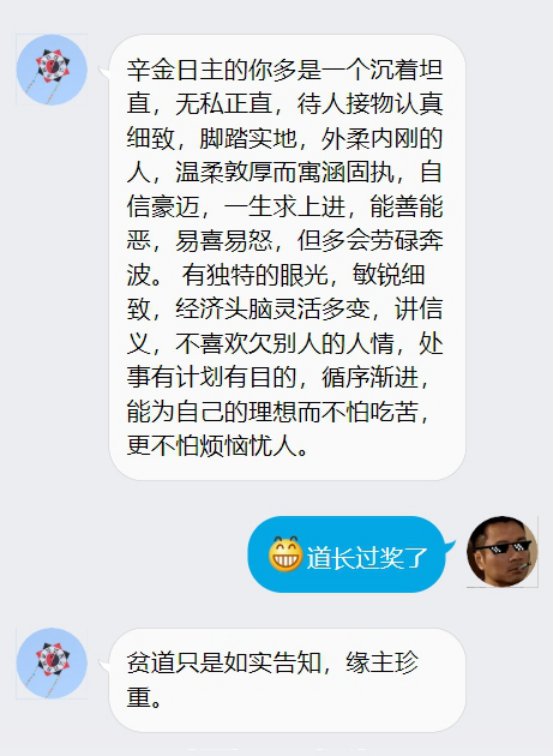 辛金日主的你多是一个沉着坦
直，无私正直，待人接物认真
细致，脚踏实地，外柔内刚的
人，温柔敦厚而寓涵固执，自
信豪迈，一生求上进，能善能
恶，易喜易怒，但多会劳碌奔
波。 有独特的眼光，敏锐细
致，经济头脑灵活多变，讲信
义，不喜欢欠别人的人情，处
事有计划有目的，循序渐进，
能为自己的理想而不怕吃苦，
更不怕烦恼忧人。
😁道长过奖了
贫道只是如实告知，缘主珍
重。